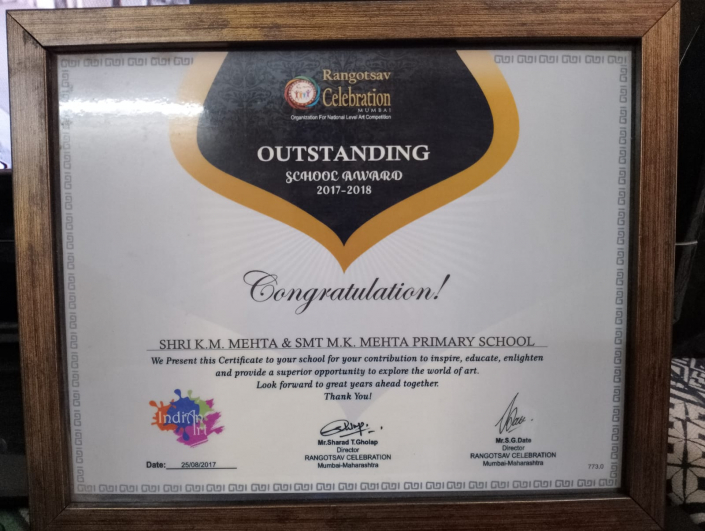 Rangotsav
Celebration
MUMBAI
Organization For National Level Art Competition
OUTSTANDING
SCHOOL AWARD
2017-2018
Congratulation!
SHRI K.M. MEHTA & SMT M.K. MEHTA PRIMARY SCHOOL
We Present this Certificate to your school for your contribution to inspire, educate, enlighten
and provide a superior opportunity to explore the world of art.
Look forward to great years ahead together.
Thank You!
IndiAn
Art
Mr.Sharad T.Gholap
Director
RANGOTSAV CELEBRATION
Mumbai-Maharashtra
Mr.S.G.Date
Director
RANGOTSAV CELEBRATION
Mumbai-Maharashtra
Date: 25/08/2017
773.0